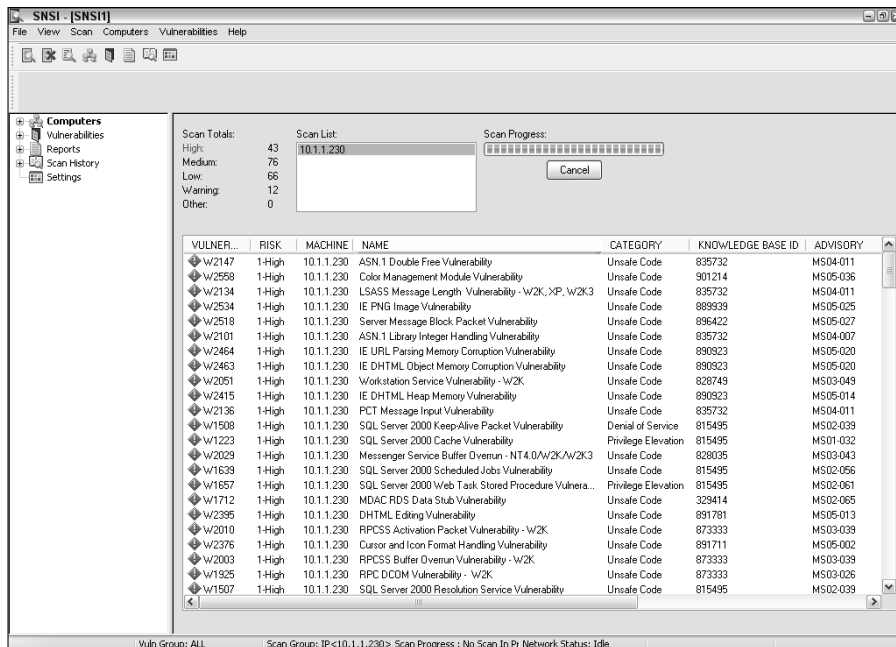 SNSI - [SNSI1]
File View Scan Computers Vulnerabilities Help
Computers
Vulnerabilities
Reports
Scan History
Settings
Scan Totals:
High: 43
Medium: 76
Low: 66
Warning: 12
Other: 0
Scan List:
10.1.1.230
Scan Progress:
Cancel
VULNER... RISK MACHINE NAME CATEGORY KNOWLEDGE BASE ID ADVISORY
W2147 1-High 10.1.1.230 ASN.1 Double Free Vulnerability Unsafe Code 835732 MS04-011
W2558 1-High 10.1.1.230 Color Management Module Vulnerability Unsafe Code 901214 MS05-036
W2134 1-High 10.1.1.230 LSASS Message Length Vulnerability - W2K, XP, W2K3 Unsafe Code 835732 MS04-011
W2534 1-High 10.1.1.230 IE PNG Image Vulnerability Unsafe Code 889939 MS05-025
W2518 1-High 10.1.1.230 Server Message Block Packet Vulnerability Unsafe Code 896422 MS05-027
W2101 1-High 10.1.1.230 ASN.1 Library Integer Handling Vulnerability Unsafe Code 835732 MS04-007
W2464 1-High 10.1.1.230 IE URL Parsing Memory Corruption Vulnerability Unsafe Code 890923 MS05-020
W2463 1-High 10.1.1.230 IE DHTML Object Memory Corruption Vulnerability Unsafe Code 890923 MS05-020
W2051 1-High 10.1.1.230 Workstation Service Vulnerability - W2K Unsafe Code 828749 MS03-049
W2415 1-High 10.1.1.230 IE DHTML Heap Memory Vulnerability Unsafe Code 890923 MS05-014
W2136 1-High 10.1.1.230 PCT Message Input Vulnerability Unsafe Code 835732 MS04-011
W1508 1-High 10.1.1.230 SQL Server 2000 Keep-Alive Packet Vulnerability Denial of Service 815495 MS02-039
W1223 1-High 10.1.1.230 SQL Server 2000 Cache Vulnerability Privilege Elevation 815495 MS01-032
W2029 1-High 10.1.1.230 Messenger Service Buffer Overrun - NT4.0/W2K/W2K3 Unsafe Code 828035 MS03-043
W1639 1-High 10.1.1.230 SQL Server 2000 Scheduled Jobs Vulnerability Unsafe Code 815495 MS02-056
W1657 1-High 10.1.1.230 SQL Server 2000 Web Task Stored Procedure Vulnera... Privilege Elevation 815495 MS02-061
W1712 1-High 10.1.1.230 MDAC RDS Data Stub Vulnerability Unsafe Code 329414 MS02-065
W2395 1-High 10.1.1.230 DHTML Editing Vulnerability Unsafe Code 891781 MS05-013
W2010 1-High 10.1.1.230 RPCSS Activation Packet Vulnerability - W2K Unsafe Code 873333 MS03-039
W2376 1-High 10.1.1.230 Cursor and Icon Format Handling Vulnerability Unsafe Code 891711 MS05-002
W2003 1-High 10.1.1.230 RPCSS Buffer Overrun Vulnerability - W2K Unsafe Code 873333 MS03-039
W1925 1-High 10.1.1.230 RPC DCOM Vulnerability - W2K Unsafe Code 873333 MS03-026
W1507 1-High 10.1.1.230 SQL Server 2000 Resolution Service Vulnerability Unsafe Code 815495 MS02-039
Vuln Group: ALL Scan Group: IP<10.1.1.230> Scan Progress : No Scan In Pr Network Status: Idle